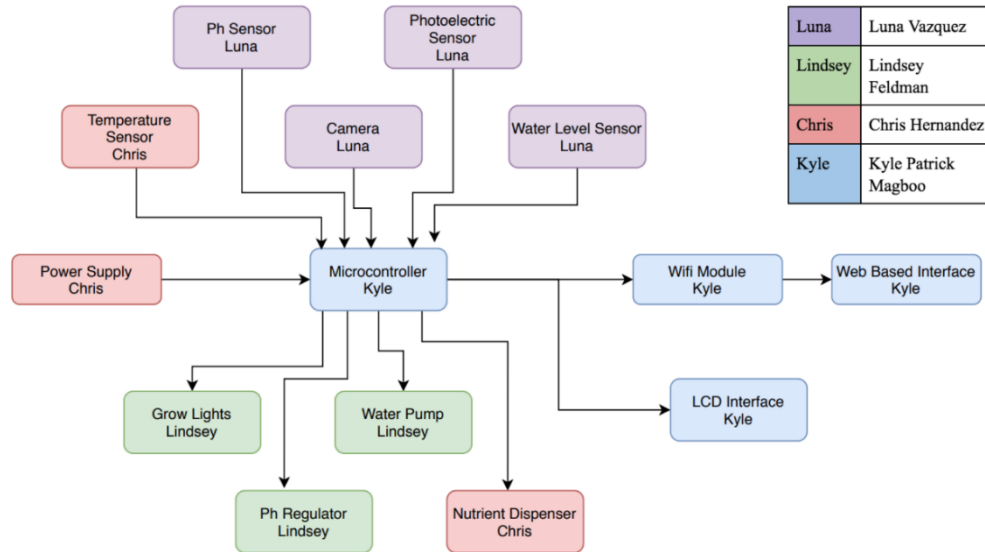 Ph Sensor
Luna
Photoelectric
Sensor
Luna
Luna
Luna Vazquez
Lindsey
Lindsey
Feldman
Chris
Chris Hernandez
Kyle
Kyle Patrick
Magboo
Temperature
Sensor
Chris
Camera
Luna
Water Level Sensor
Luna
Power Supply
Chris
Microcontroller
Kyle
Wifi Module
Kyle
Web Based Interface
Kyle
Grow Lights
Lindsey
Water Pump
Lindsey
LCD Interface
Kyle
Ph Regulator
Lindsey
Nutrient Dispenser
Chris